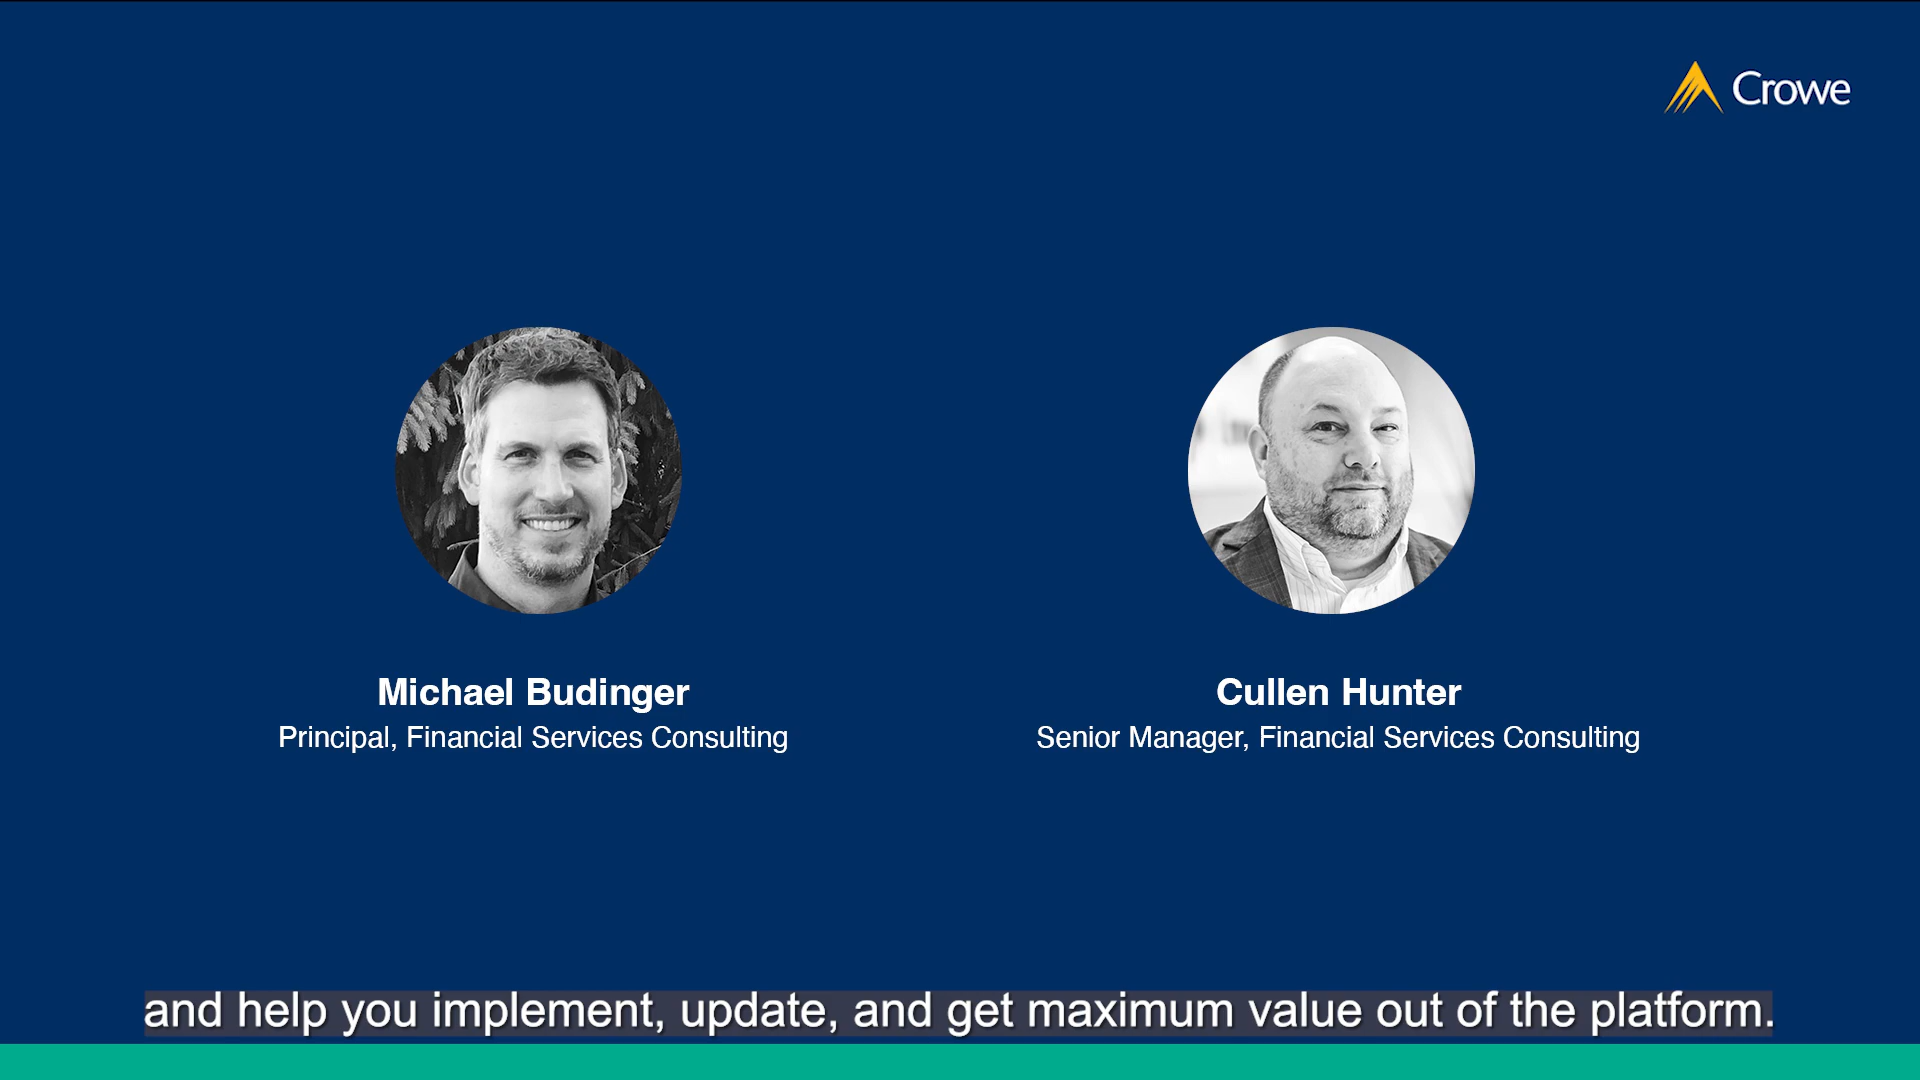 Crowe
Michael Budinger
Principal, Financial Services Consulting
Cullen Hunter
Senior Manager, Financial Services Consulting
and help you implement, update, and get maximum value out of the platform.